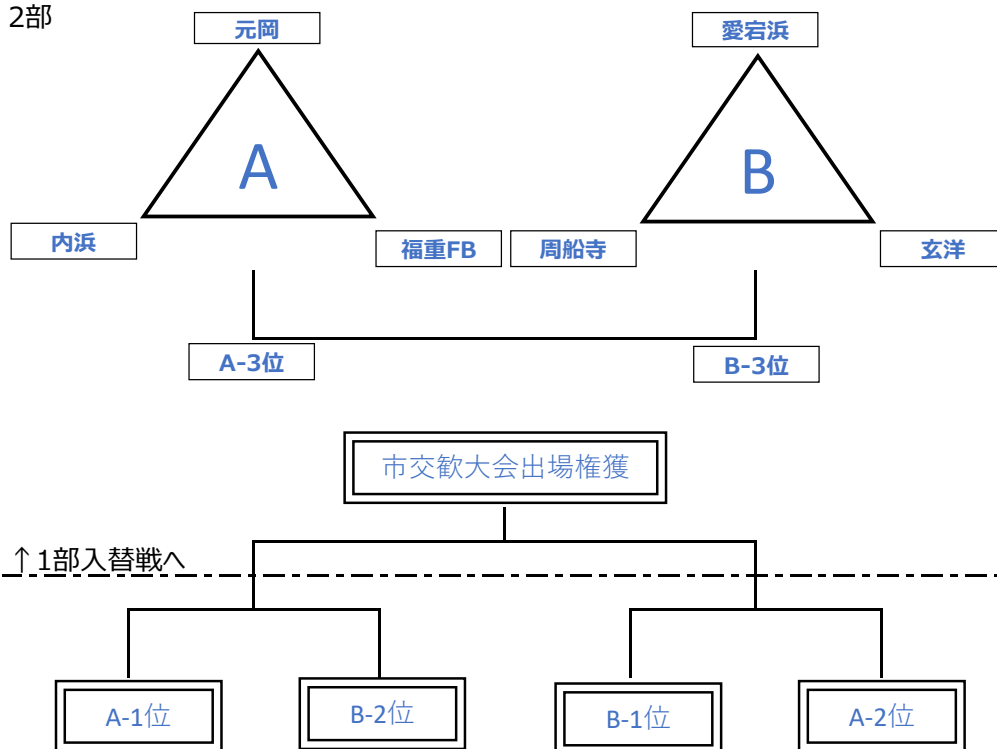 2部
元岡
愛宕浜
A
B
内浜
福重FB
周船寺
玄洋
A-3位
B-3位
市交歓大会出場権獲
↑1部入替戦へ
A-1位
B-2位
B-1位
A-2位